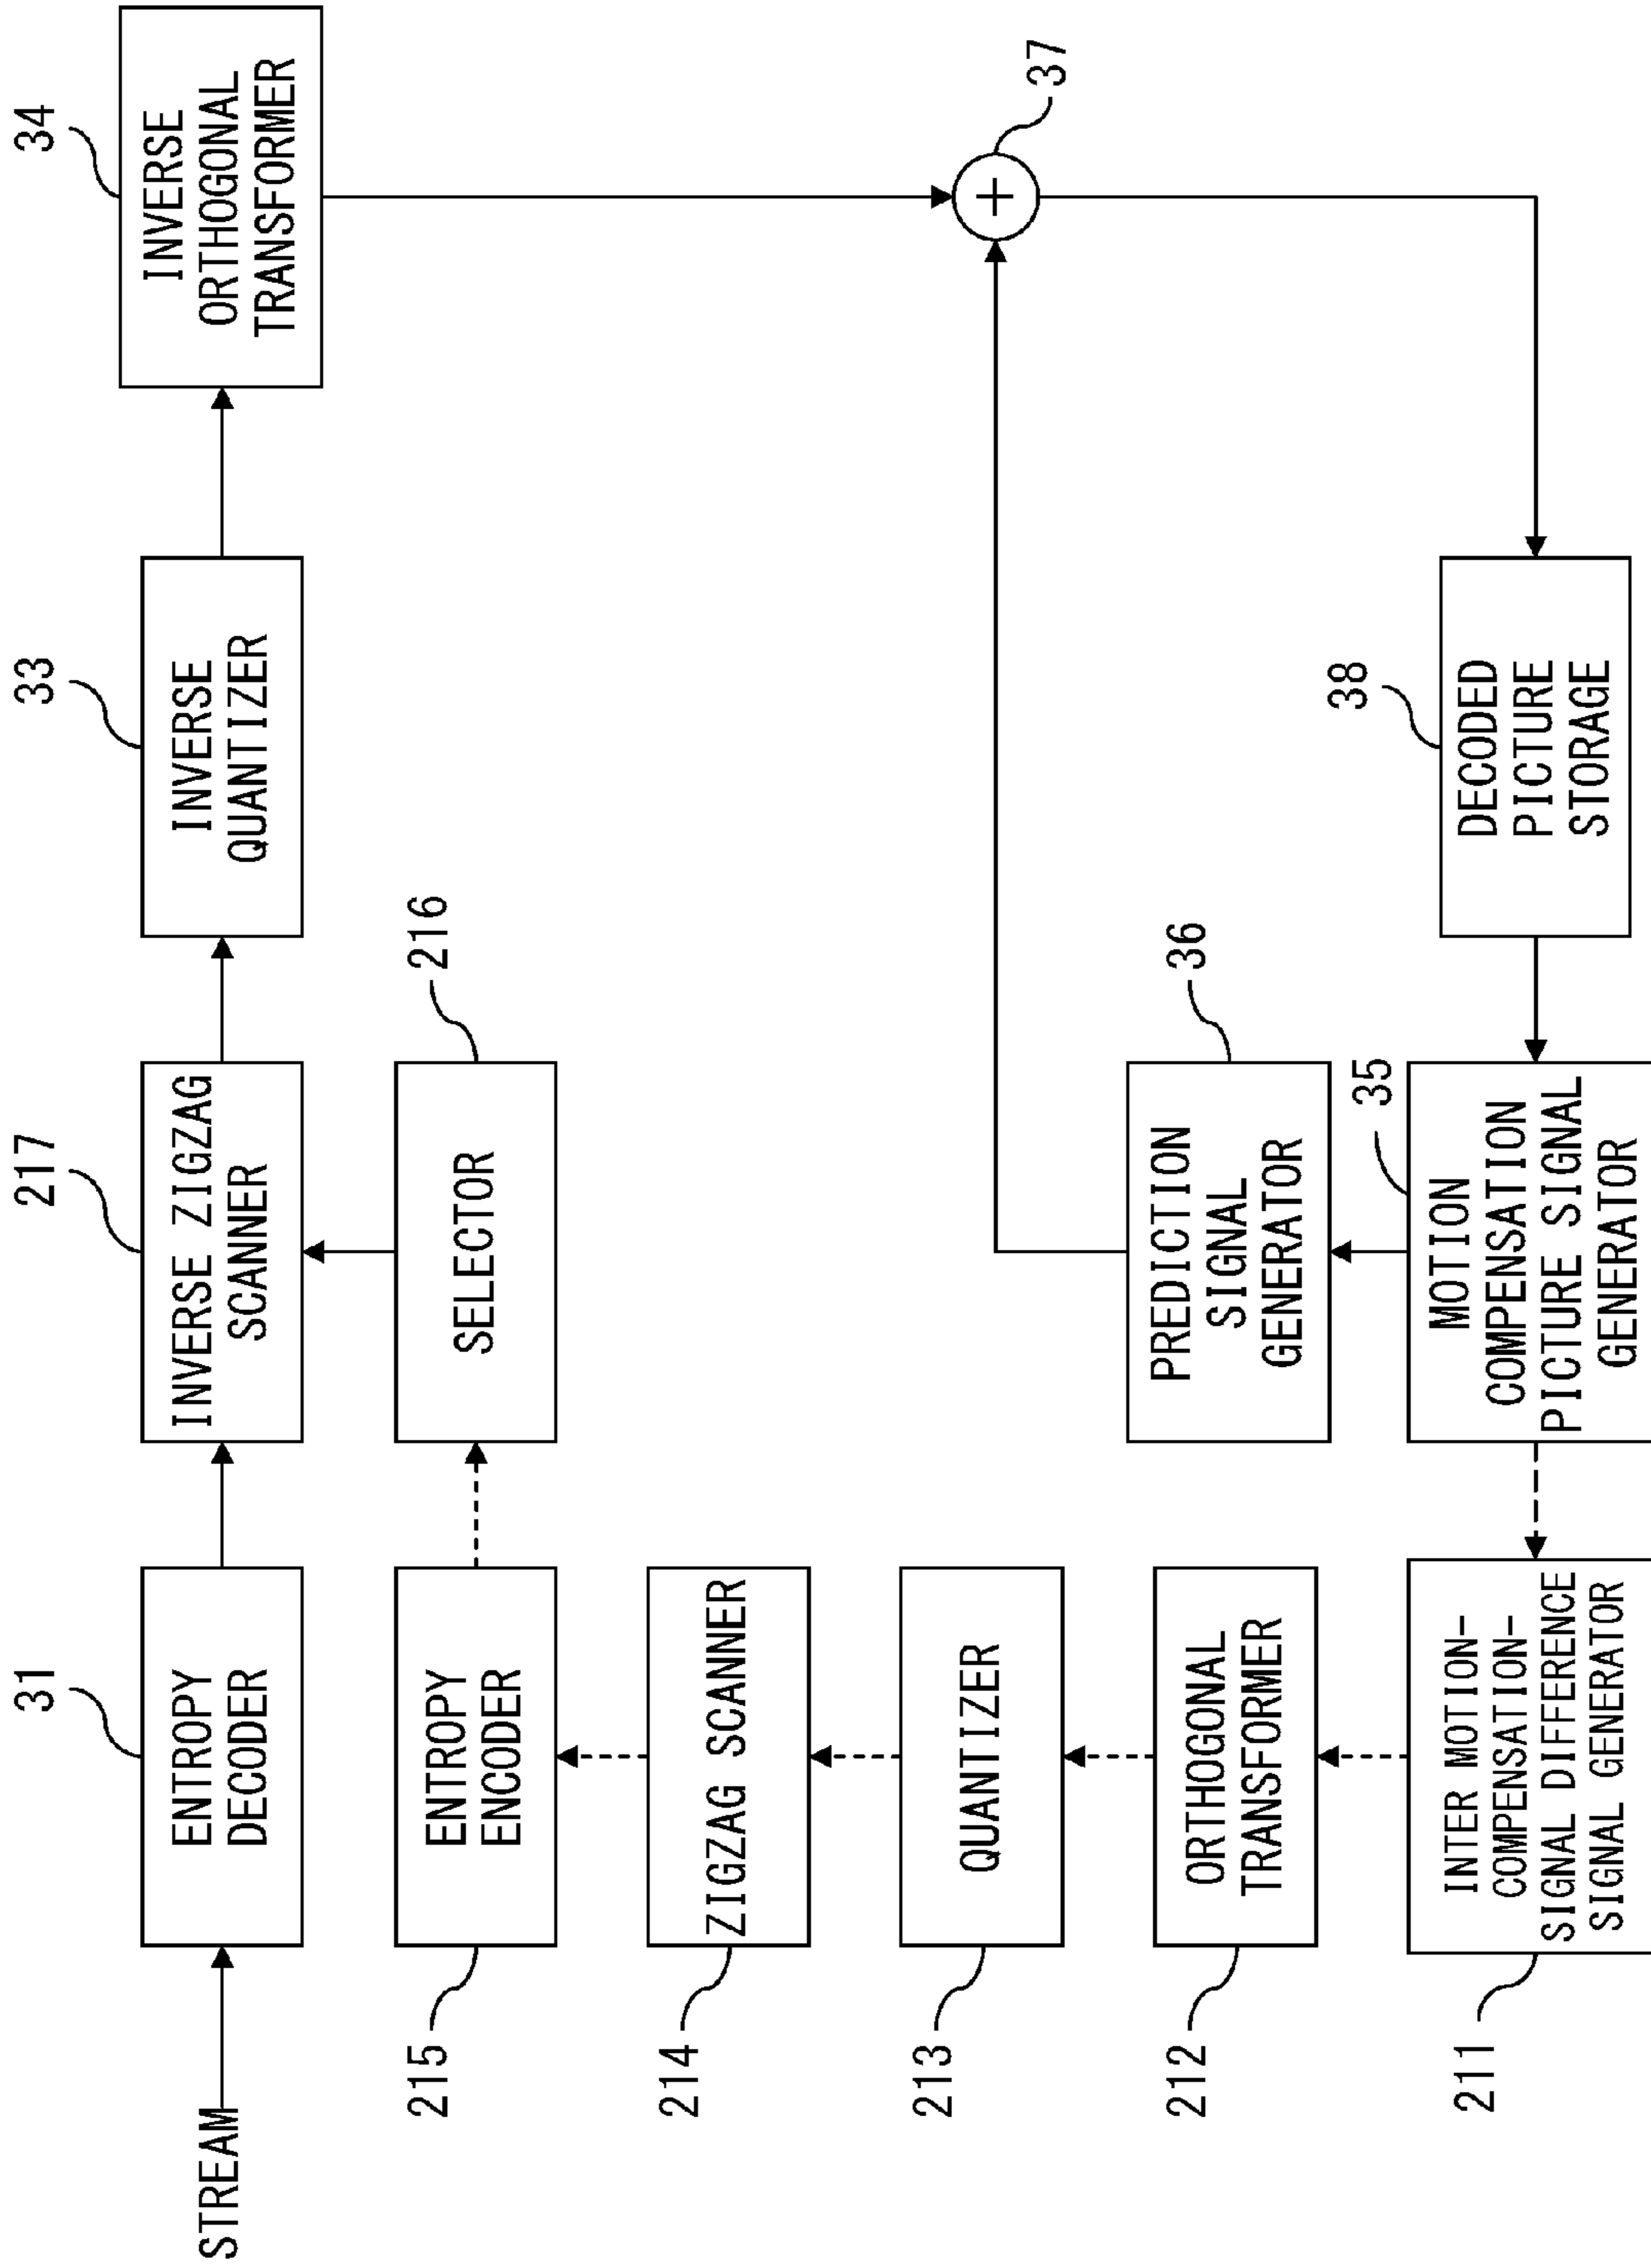 STREAM
31
ENTROPY
DECODER
217
INVERSE ZIGZAG
SCANNER
33
INVERSE
QUANTIZER
34
INVERSE
ORTHOGONAL
TRANSFORMER
215
ENTROPY
ENCODER
SELECTOR
216
214
ZIGZAG SCANNER
213
QUANTIZER
37
+
212
ORTHOGONAL
TRANSFORMER
PREDICTION
SIGNAL
GENERATOR
36
211
INTER MOTION-
COMPENSATION-
SIGNAL DIFFERENCE
SIGNAL GENERATOR
35
MOTION
COMPENSATION
PICTURE SIGNAL
GENERATOR
38
DECODED
PICTURE
STORAGE